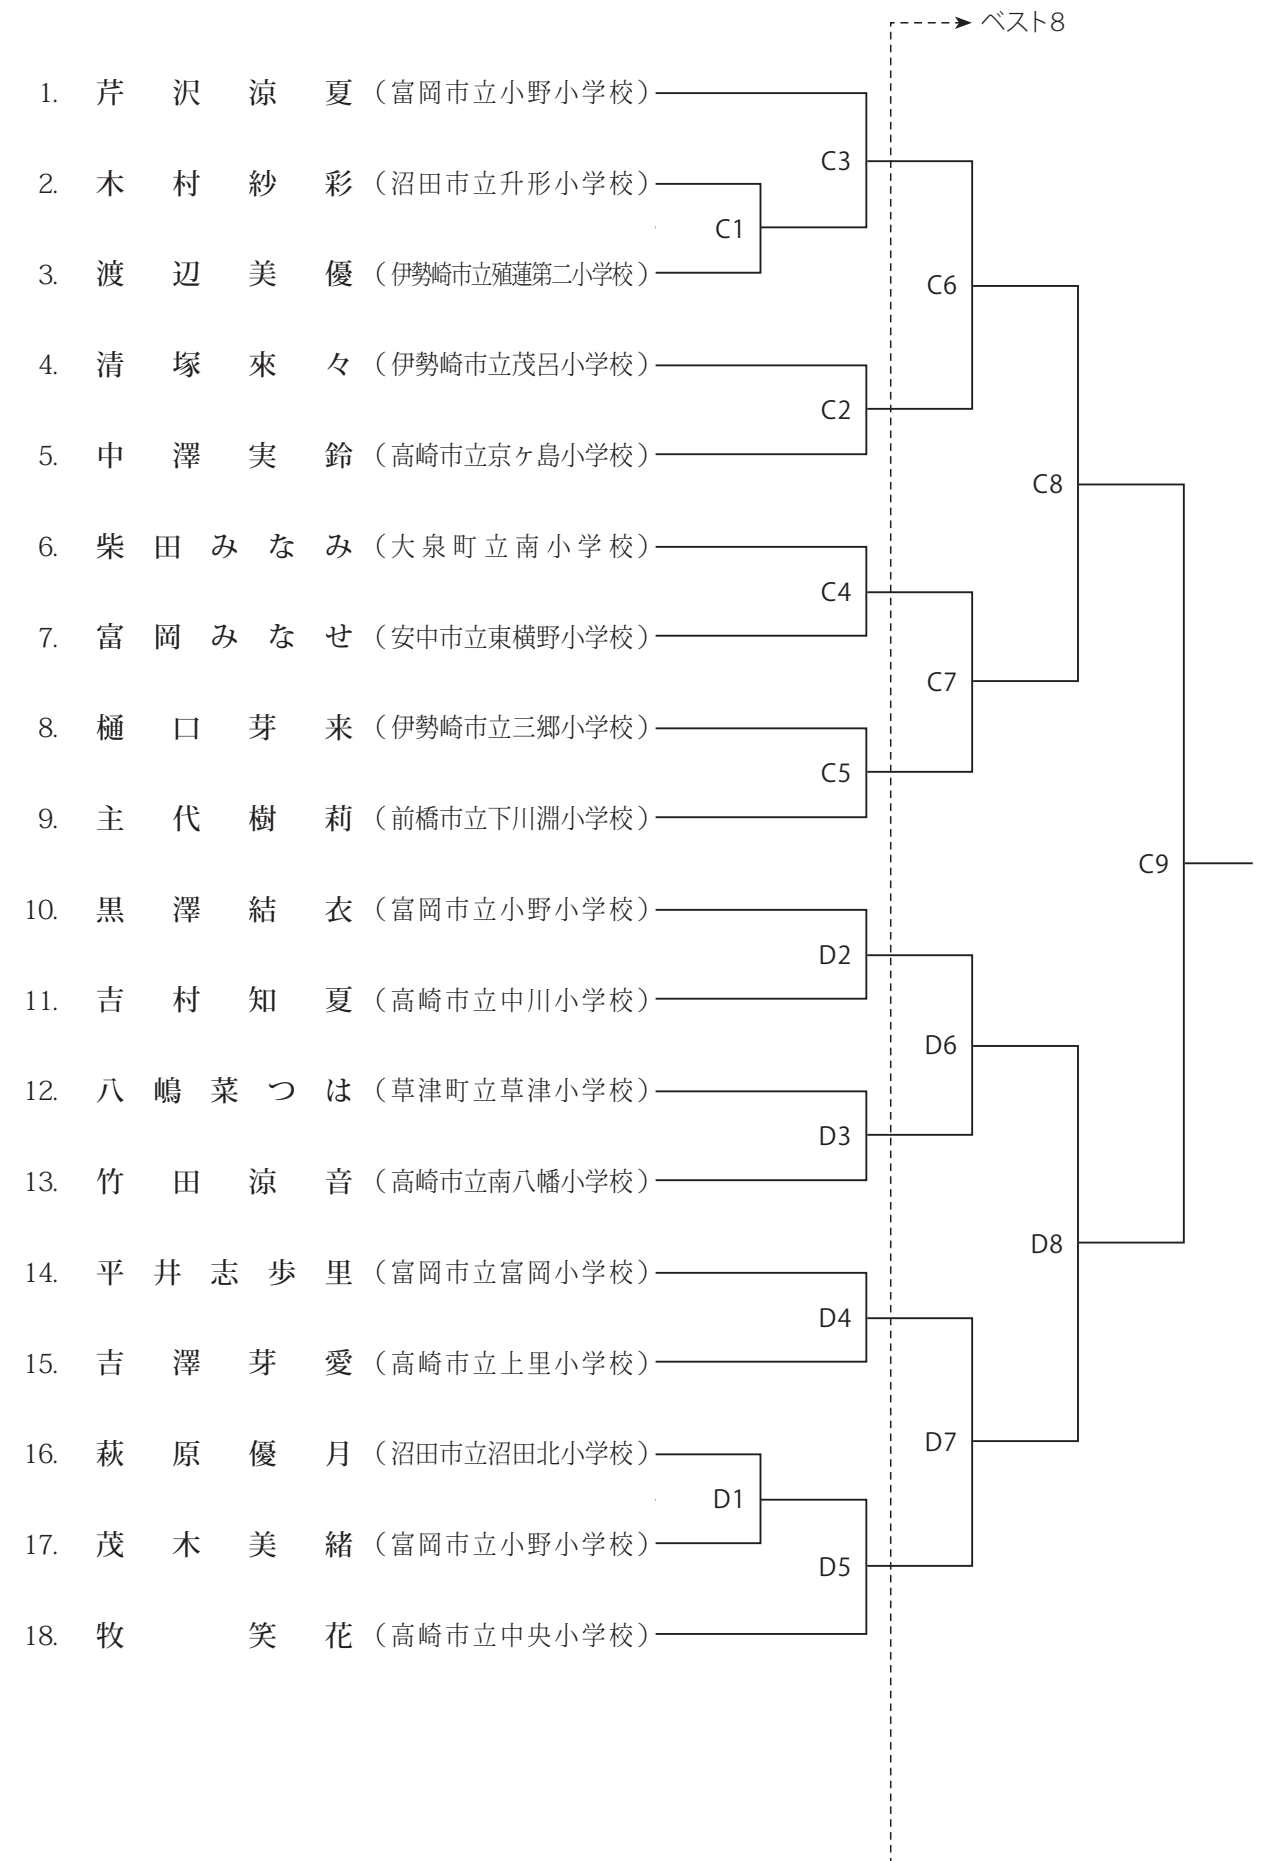 ベスト8
1. 芹沢涼夏（富岡市立小野小学校）
C3
2. 木村紗彩（沼田市立升形小学校）
C1
3. 渡辺美優（伊勢崎市立殖蓮第二小学校）
C6
4. 清塚來々（伊勢崎市立茂呂小学校）
C2
5. 中澤実鈴（高崎市立京ヶ島小学校）
C8
6. 柴田みなみ（大泉町立南小学校）
C4
7. 富岡みなせ（安中市立東横野小学校）
C7
8. 樋口芽来（伊勢崎市立三郷小学校）
C5
9. 主代樹莉（前橋市立下川淵小学校）
C9
10. 黒澤結衣（富岡市立小野小学校）
D2
11. 吉村知夏（高崎市立中川小学校）
D6
12. 八嶋菜つは（草津町立草津小学校）
D3
13. 竹田涼音（高崎市立南八幡小学校）
D8
14. 平井志歩里（富岡市立富岡小学校）
D4
15. 吉澤芽愛（高崎市立上里小学校）
D7
16. 萩原優月（沼田市立沼田北小学校）
D1
17. 茂木美緒（富岡市立小野小学校）
D5
18. 牧笑花（高崎市立中央小学校）